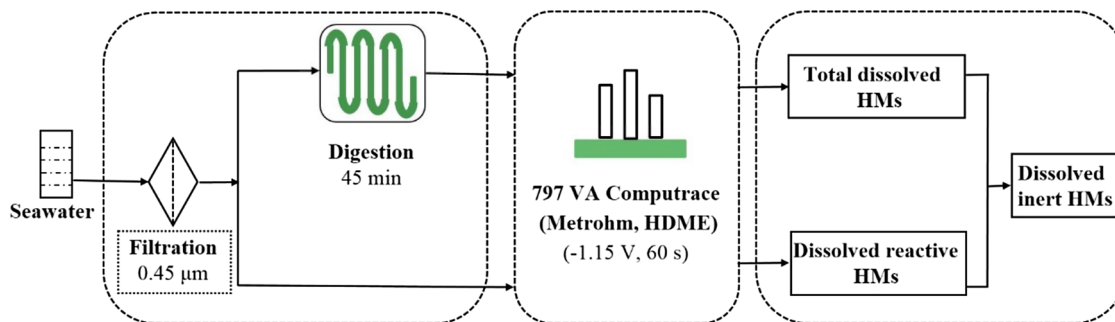 Seawater
Filtration
0.45 μm
Digestion
45 min
797 VA Computrace
(Metrohm, HDME)
(-1.15 V, 60 s)
Total dissolved
HMs
Dissolved reactive
HMs
Dissolved
inert HMs